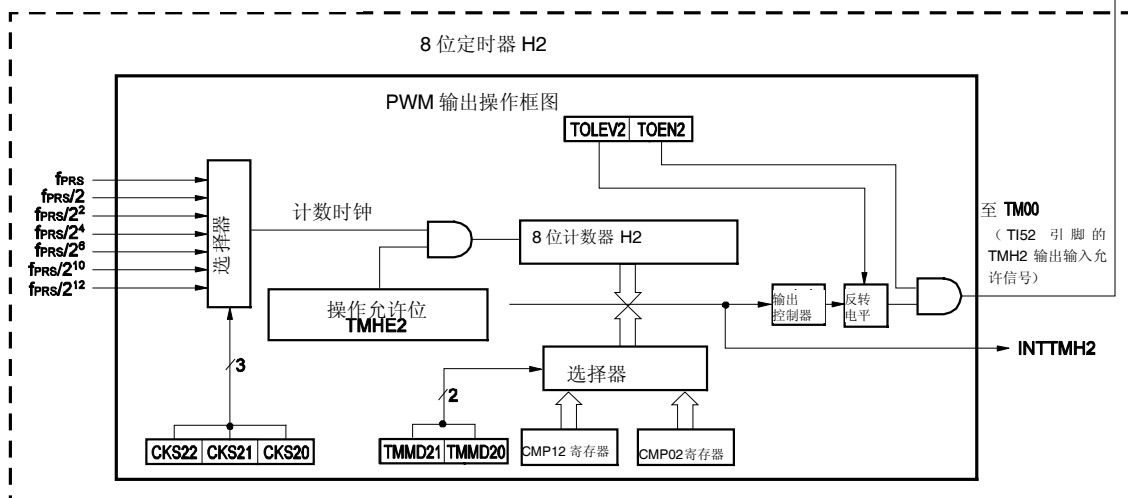 8 位定时器 H2
PWM 输出操作框图
TOLEV2 TOEN2
fPRS
fPRS/2
fPRS/2²
fPRS/2⁴
fPRS/2⁶
fPRS/2¹⁰
fPRS/2¹²
选择器
计数时钟
8 位计数器 H2
操作允许位
TMHE2
输出
控制器
反转
电平
至 TM00
（ TI52 引脚的
TMH2 输出输入允
许信号）
INTTMH2
选择器
3
2
CKS22 CKS21 CKS20
TMMD21 TMMD20
CMP12 寄存器
CMP02 寄存器